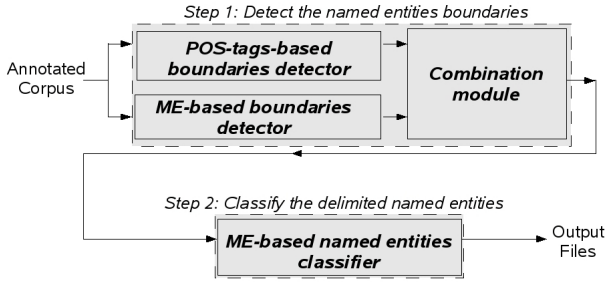 Step 1: Detect the named entities boundaries
Annotated
Corpus
POS-tags-based
boundaries detector
ME-based boundaries
detector
Combination
module
Step 2: Classify the delimited named entities
ME-based named entities
classifier
Output
Files